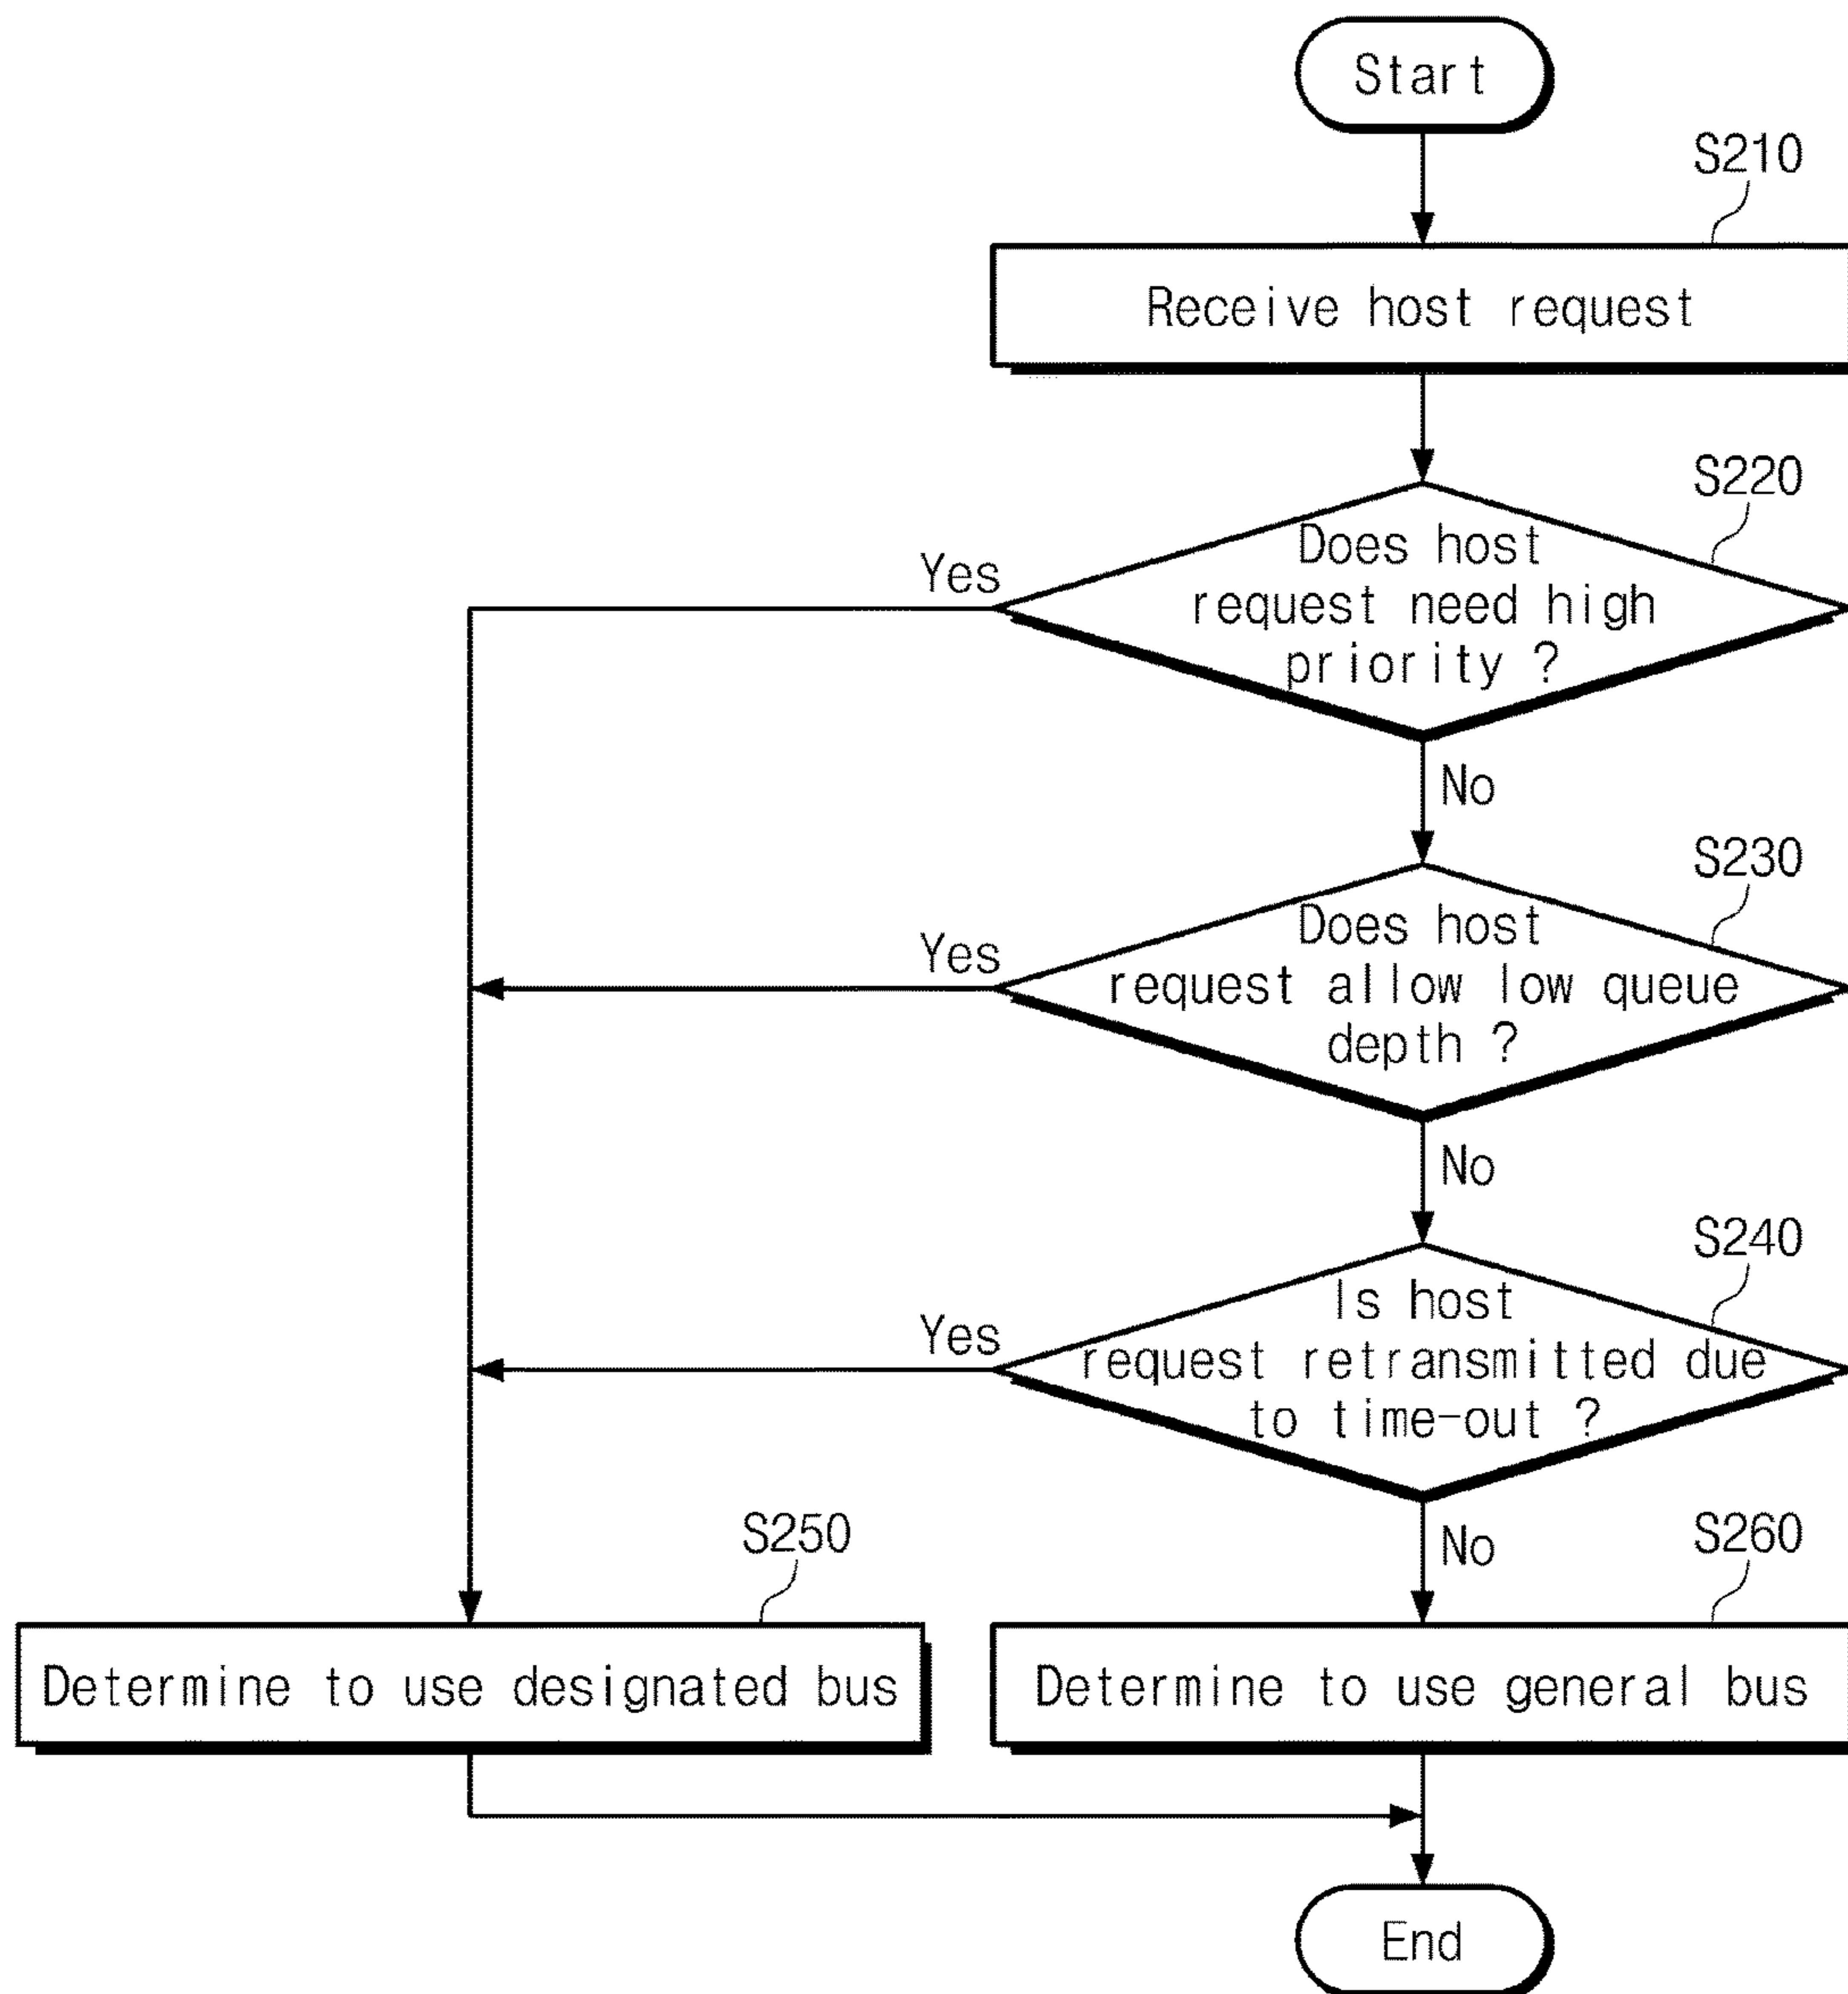 Start
S210
Receive host request
S220
Does host
request need high
priority ?
Yes
No
S230
Does host
request allow low queue
depth ?
Yes
No
S240
Is host
request retransmitted due
to time-out ?
Yes
No
S250
S260
Determine to use designated bus
Determine to use general bus
End